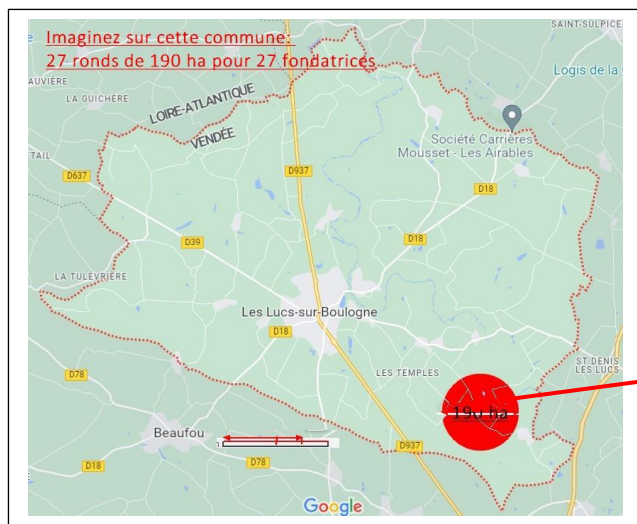 Imaginez sur cette commune:
27 ronds de 190 ha pour 27 fondatrices
SAINT-SULPICE
LA GUICHÈRE
LOIRE-ATLANTIQUE
VENDÉE
Logis de la
Société Carrières
Mousset - Les Airables
D637
D937
D18
D39
D18
LA TULEVRIÈRE
Les Lucs-sur-Boulogne
D18
ST DENIS
LES LUCS
LES TEMPLES
D78
190 ha
Beaufou
D937
D18
D78
Google